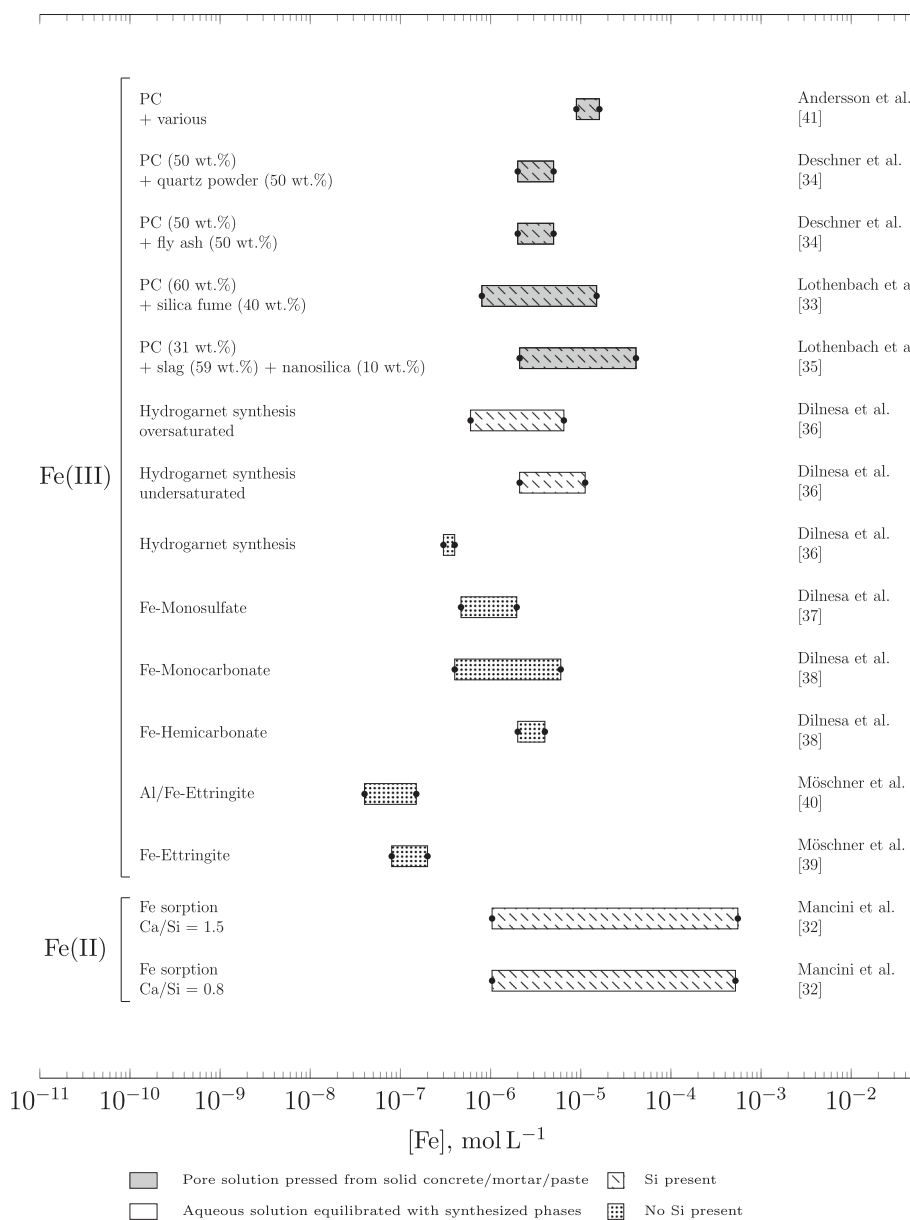 PC
+ various
Andersson et al.
[41]
PC (50 wt.%)
+ quartz powder (50 wt.%)
Deschner et al.
[34]
PC (50 wt.%)
+ fly ash (50 wt.%)
Deschner et al.
[34]
PC (60 wt.%)
+ silica fume (40 wt.%)
Lothenbach et a
[33]
PC (31 wt.%)
+ slag (59 wt.%) + nanosilica (10 wt.%)
Lothenbach et a
[35]
Hydrogarnet synthesis
oversaturated
Dilnesa et al.
[36]
Fe(III)
Hydrogarnet synthesis
undersaturated
Dilnesa et al.
[36]
Hydrogarnet synthesis
Dilnesa et al.
[36]
Fe-Monosulfate
Dilnesa et al.
[37]
Fe-Monocarbonate
Dilnesa et al.
[38]
Fe-Hemicarbonate
Dilnesa et al.
[38]
Al/Fe-Ettringite
Möschner et al.
[40]
Fe-Ettringite
Möschner et al.
[39]
Fe(II)
Fe sorption
Ca/Si = 1.5
Mancini et al.
[32]
Fe sorption
Ca/Si = 0.8
Mancini et al.
[32]
10⁻¹¹ 10⁻¹⁰ 10⁻⁹ 10⁻⁸ 10⁻⁷ 10⁻⁶ 10⁻⁵ 10⁻⁴ 10⁻³ 10⁻²
[Fe], mol L⁻¹
Pore solution pressed from solid concrete/mortar/paste Si present
Aqueous solution equilibrated with synthesized phases No Si present